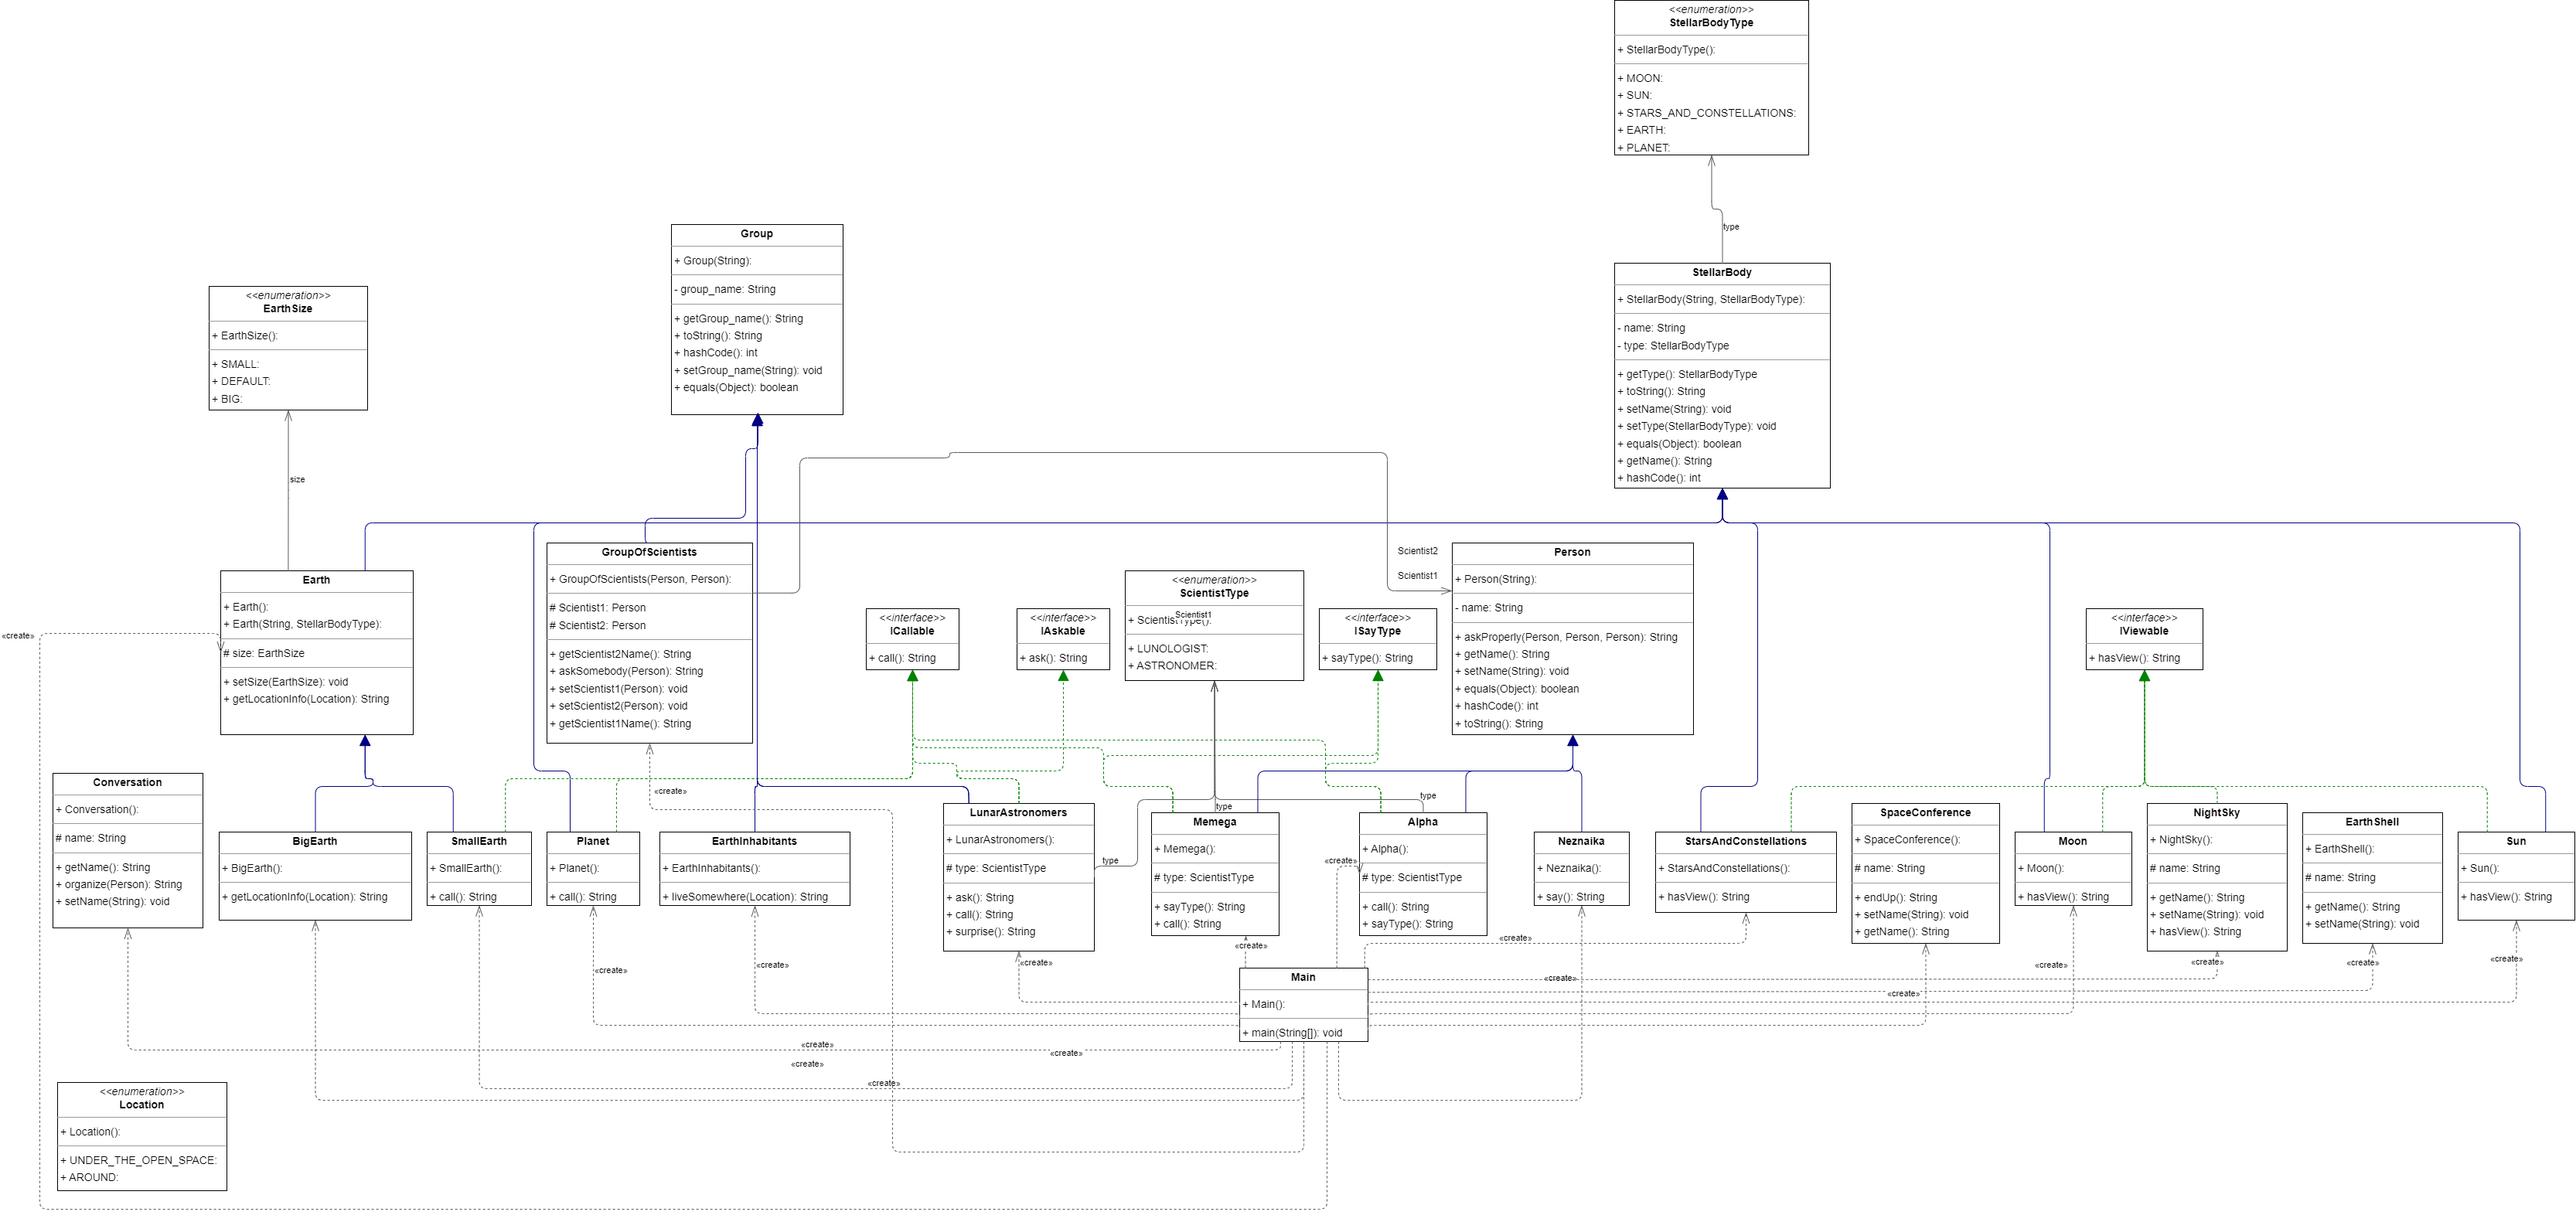 <<enumeration>>
StellarBodyType
+ StellarBodyType():
+ MOON:
+ SUN:
+ STARS_AND_CONSTELLATIONS:
+ EARTH:
+ PLANET:
type
Group
+ Group(String):
- group_name: String
+ getGroup_name(): String
+ toString(): String
+ hashCode(): int
+ setGroup_name(String): void
+ equals(Object): boolean
StellarBody
+ StellarBody(String, StellarBodyType):
- name: String
- type: StellarBodyType
+ getType(): StellarBodyType
+ toString(): String
+ setName(String): void
+ setType(StellarBodyType): void
+ equals(Object): boolean
+ getName(): String
+ hashCode(): int
<<enumeration>>
EarthSize
+ EarthSize():
+ SMALL:
+ DEFAULT:
+ BIG:
size
Earth
+ Earth():
+ Earth(String, StellarBodyType):
# size: EarthSize
+ setSize(EarthSize): void
+ getLocationInfo(Location): String
«create»
GroupOfScientists
+ GroupOfScientists(Person, Person):
# Scientist1: Person
# Scientist2: Person
+ getScientist2Name(): String
+ askSomebody(Person): String
+ setScientist1(Person): void
+ setScientist2(Person): void
+ getScientist1Name(): String
«create»
<<interface>>
ICallable
+ call(): String
<<interface>>
IAskable
+ ask(): String
<<enumeration>>
ScientistType
Scientist1
+ ScientistType():
+ LUNOLOGIST:
+ ASTRONOMER:
<<interface>>
ISayType
+ sayType(): String
Scientist2
Scientist1
Person
+ Person(String):
- name: String
+ askProperly(Person, Person, Person): String
+ getName(): String
+ setName(String): void
+ equals(Object): boolean
+ hashCode(): int
+ toString(): String
<<interface>>
IViewable
+ hasView(): String
Conversation
+ Conversation():
# name: String
+ getName(): String
+ organize(Person): String
+ setName(String): void
BigEarth
+ BigEarth():
+ getLocationInfo(Location): String
SmallEarth
+ SmallEarth():
+ call(): String
Planet
+ Planet():
+ call(): String
EarthInhabitants
+ EarthInhabitants():
+ liveSomewhere(Location): String
LunarAstronomers
+ LunarAstronomers():
# type: ScientistType
+ ask(): String
+ call(): String
+ surprise(): String
type
type
type
Memega
+ Memega():
# type: ScientistType
+ sayType(): String
+ call(): String
«create»
Alpha
+ Alpha():
# type: ScientistType
+ call(): String
+ sayType(): String
Neznaika
+ Neznaika():
+ say(): String
StarsAndConstellations
+ StarsAndConstellations():
+ hasView(): String
SpaceConference
+ SpaceConference():
# name: String
+ endUp(): String
+ setName(String): void
+ getName(): String
Moon
+ Moon():
+ hasView(): String
NightSky
+ NightSky():
# name: String
+ getName(): String
+ setName(String): void
+ hasView(): String
EarthShell
+ EarthShell():
# name: String
+ getName(): String
+ setName(String): void
Sun
+ Sun():
+ hasView(): String
«create»
«create»
«create»
«create»
«create»
«create»
«create»
«create»
«create»
«create»
«create»
Main
+ Main():
+ main(String[]): void
«create»
«create»
«create»
«create»
<<enumeration>>
Location
+ Location():
+ UNDER_THE_OPEN_SPACE:
+ AROUND: